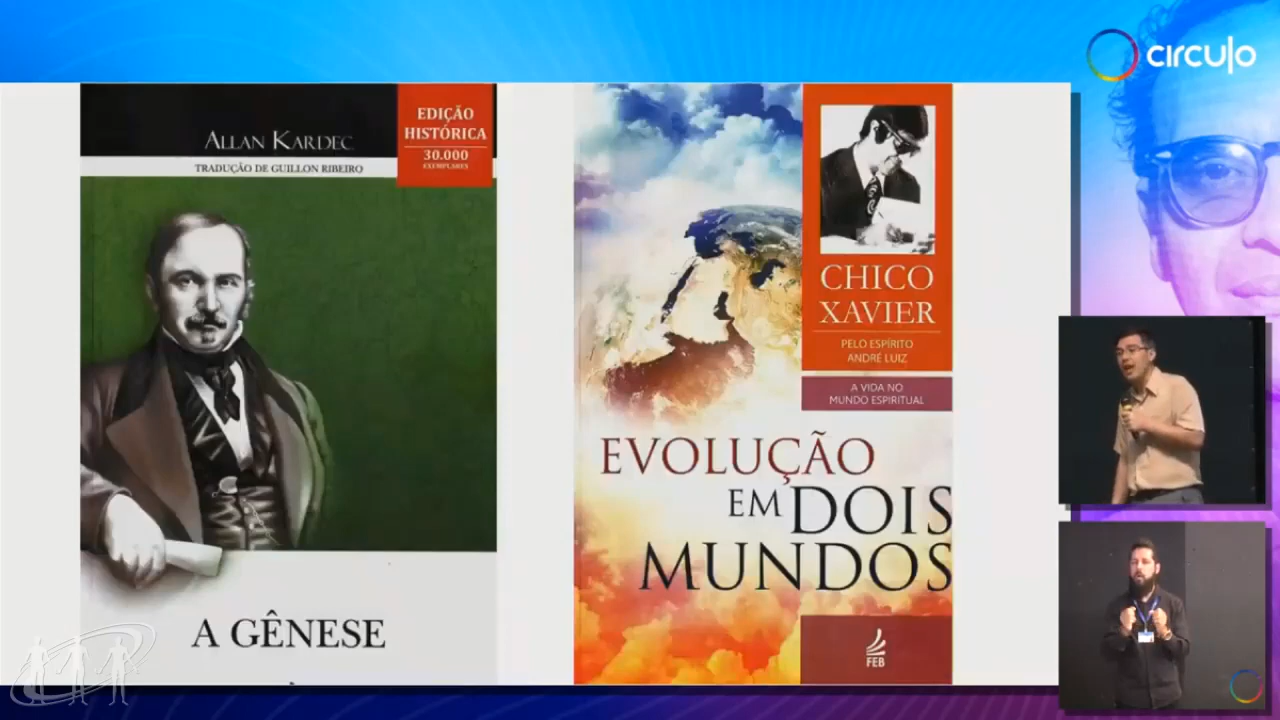 circulo
ALLAN KARDEC
TRADUÇÃO DE GUILLON RIBEIRO
EDIÇÃO
HISTÓRICA
30.000
EXEMPLARES
A GÊNESE
CHICO
XAVIER
PELO ESPÍRITO
ANDRÉ LUIZ
A VIDA NO
MUNDO ESPIRITUAL
EVOLUÇÃO
EM DOIS
MUNDOS
FEB